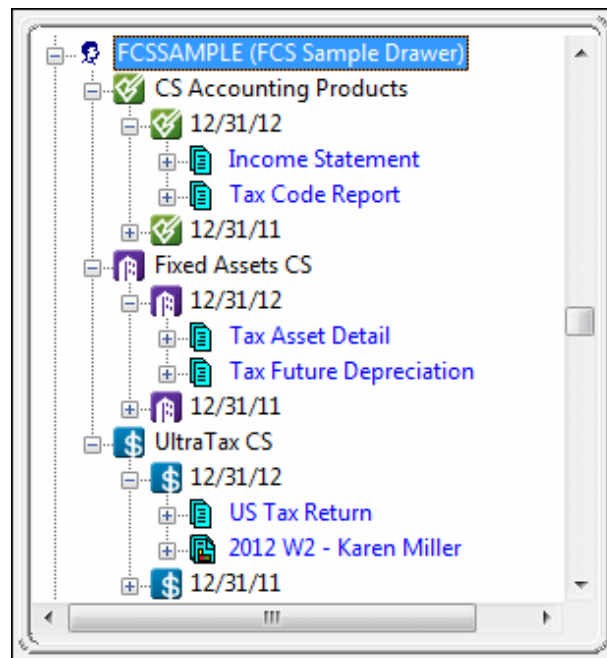 FCSSAMPLE (FCS Sample Drawer)
CS Accounting Products
12/31/12
Income Statement
Tax Code Report
12/31/11
Fixed Assets CS
12/31/12
Tax Asset Detail
Tax Future Depreciation
12/31/11
UltraTax CS
12/31/12
US Tax Return
2012 W2 - Karen Miller
12/31/11